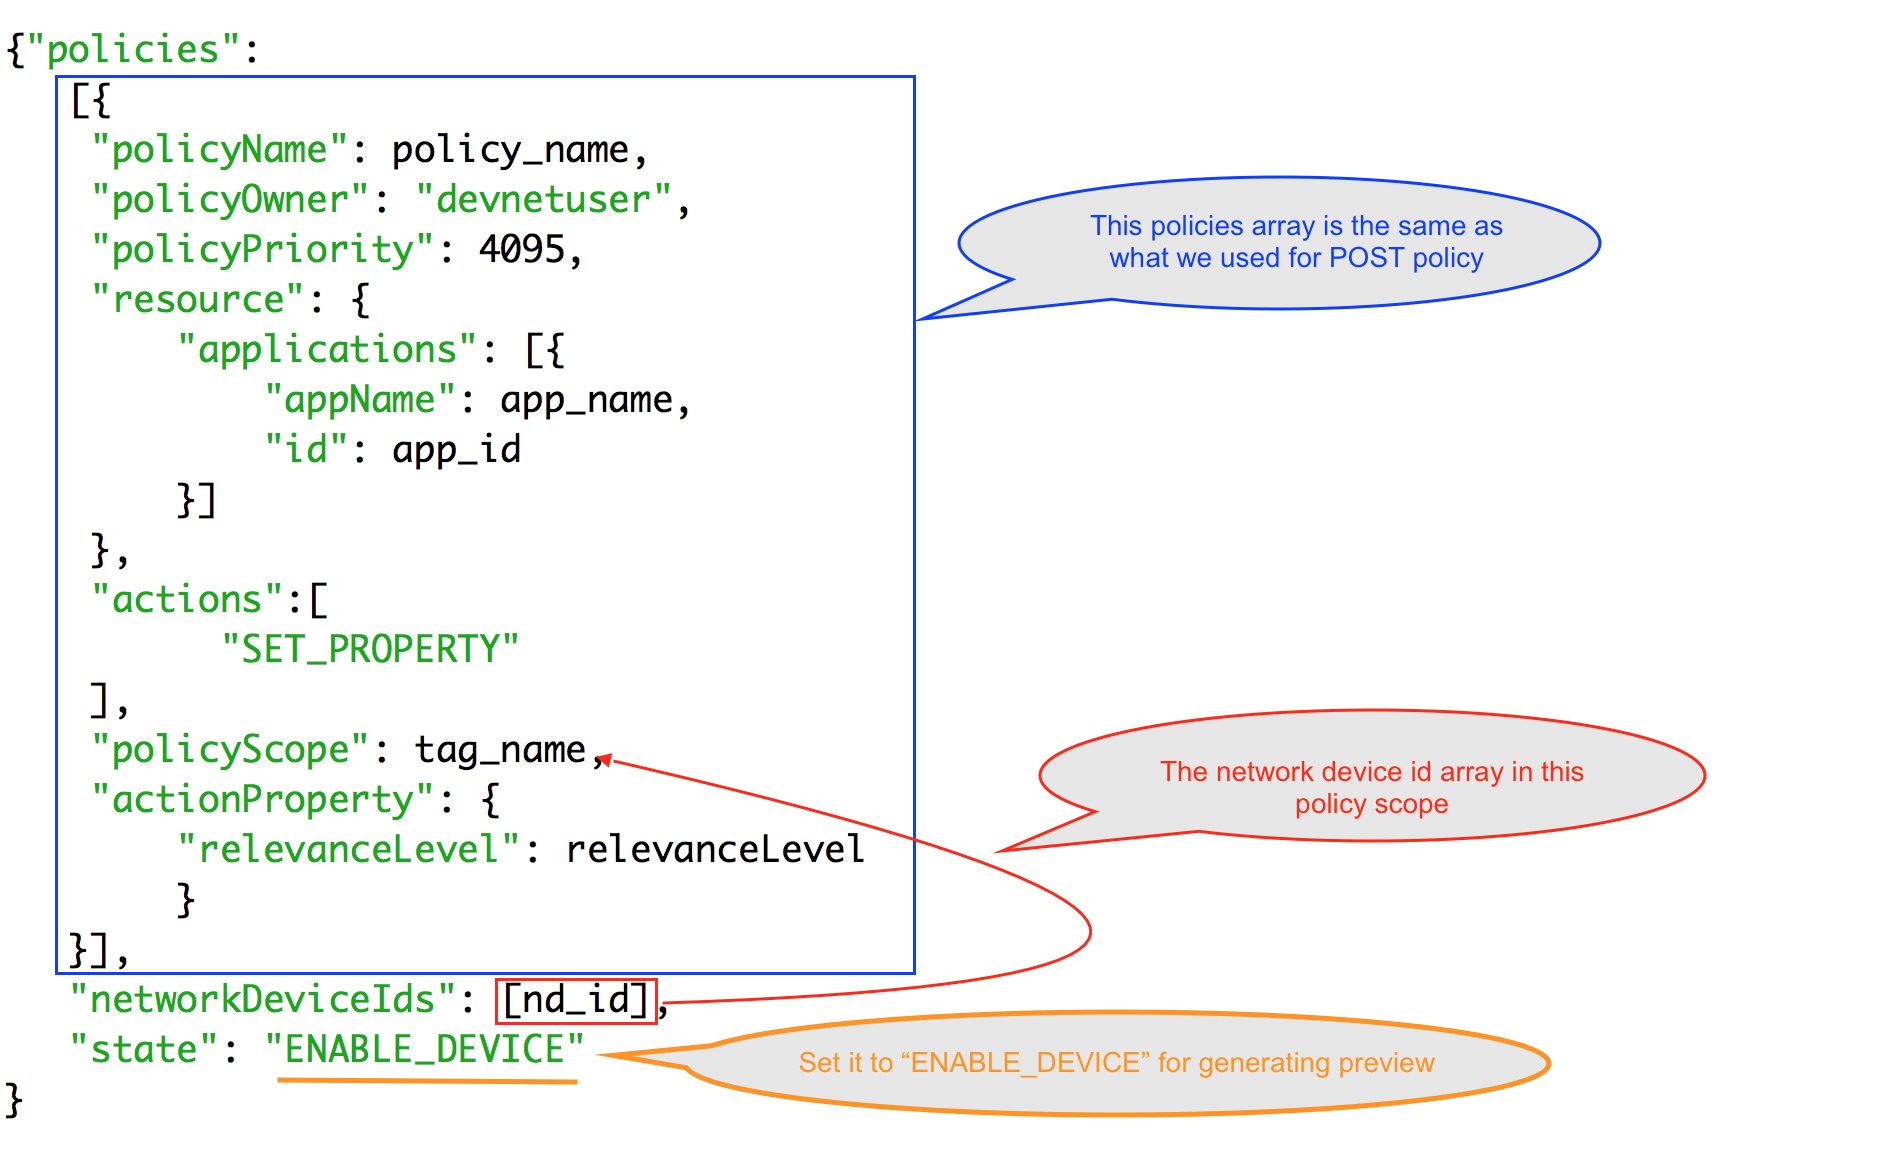 {"policies":
[{
"policyName": policy_name,
"policyOwner": "devnetuser",
"policyPriority": 4095,
"resource": {
"applications": [{
"appName": app_name,
"id": app_id
}]
},
"actions":[
"SET_PROPERTY"
],
"policyScope": tag_name,
"actionProperty": {
"relevanceLevel": relevanceLevel
}
}],
"networkDeviceIds": [nd_id],
"state": "ENABLE_DEVICE"
}
This policies array is the same as
what we used for POST policy
The network device id array in this
policy scope
Set it to “ENABLE_DEVICE” for generating preview